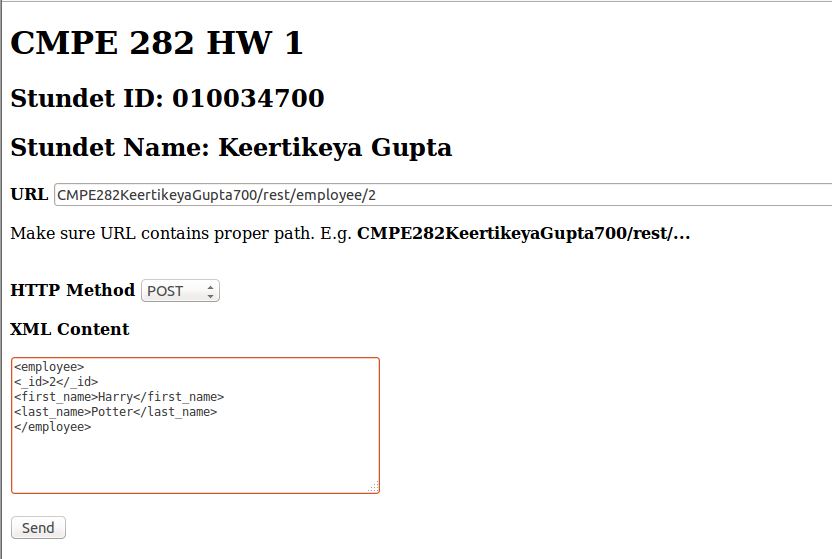 CMPE 282 HW 1
Stundet ID: 010034700
Stundet Name: Keertikeya Gupta
URL CMPE282KeertikeyaGupta700/rest/employee/2
Make sure URL contains proper path. E.g. CMPE282KeertikeyaGupta700/rest/...
HTTP Method POST
XML Content
<employee>
<_id>2</_id>
<first_name>Harry</first_name>
<last_name>Potter</last_name>
</employee>
Send